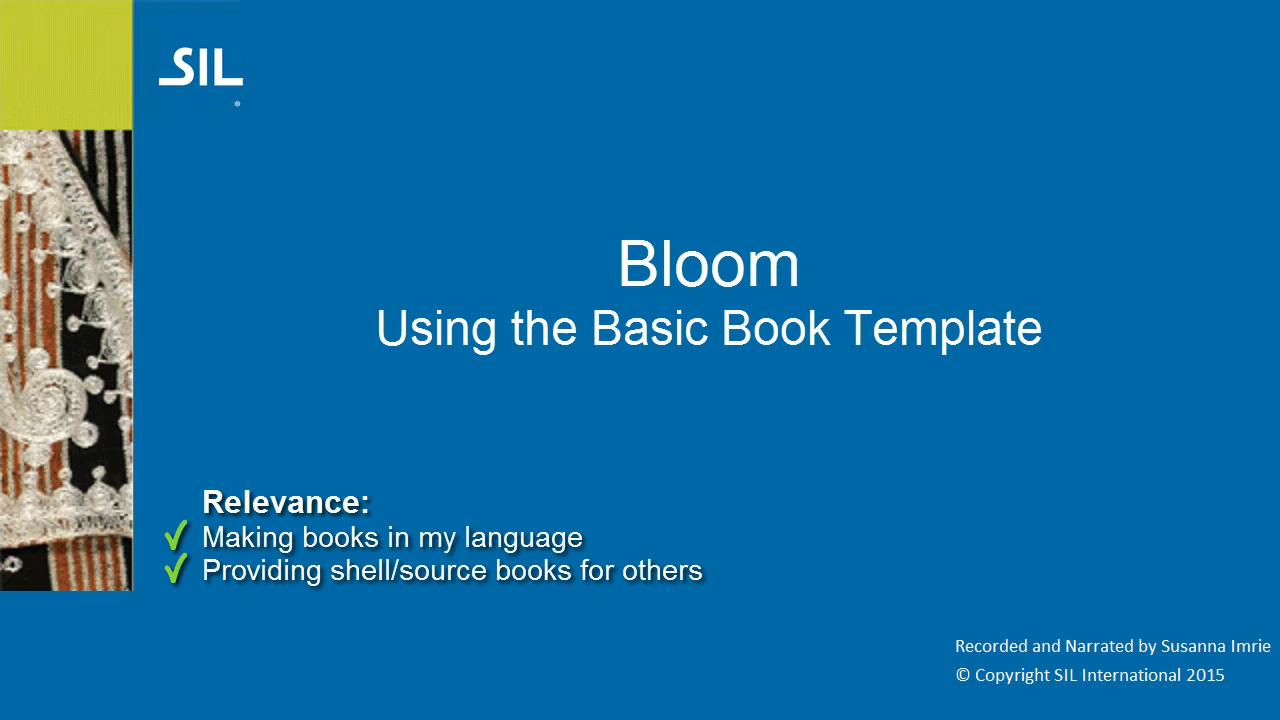 SIL
®
Bloom
Using the Basic Book Template
Relevance:
Making books in my language
Providing shell/source books for others
Recorded and Narrated by Susanna Imrie
© Copyright SIL International 2015